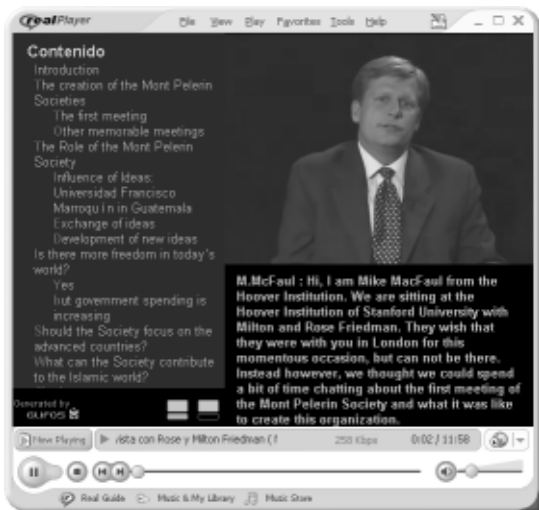 realPlayer
File View Play Favorites Tools Help
Contenido
Introduction
The creation of the Mont Pelerin
Societies
The first meeting
Other memorable meetings
The Role of the Mont Pelerin
Society
Influence of Ideas:
Universidad Francisco
Marroquín in Guatemala
Exchange of ideas
Development of new ideas
Is there more freedom in today's
world?
Yes
but government spending is
increasing
Should the Society focus on the
advanced countries?
What can the Society contribute
to the Islamic world?
M.McFaul : Hi, I am Mike MacFaul from the
Hoover Institution. We are sitting at the
Hoover Institution of Stanford University with
Milton and Rose Friedman. They wish that
they were with you in London for this
momentous occasion, but can not be there.
Instead however, we thought we could spend
a bit of time chatting about the first meeting of
the Mont Pelerin Society and what it was like
to create this organization.
Generated by
Now Playing vista con Rose y Milton Friedman ( 258 Kbps 0:02 / 11:58
Real Guide Music & My Library Music Store